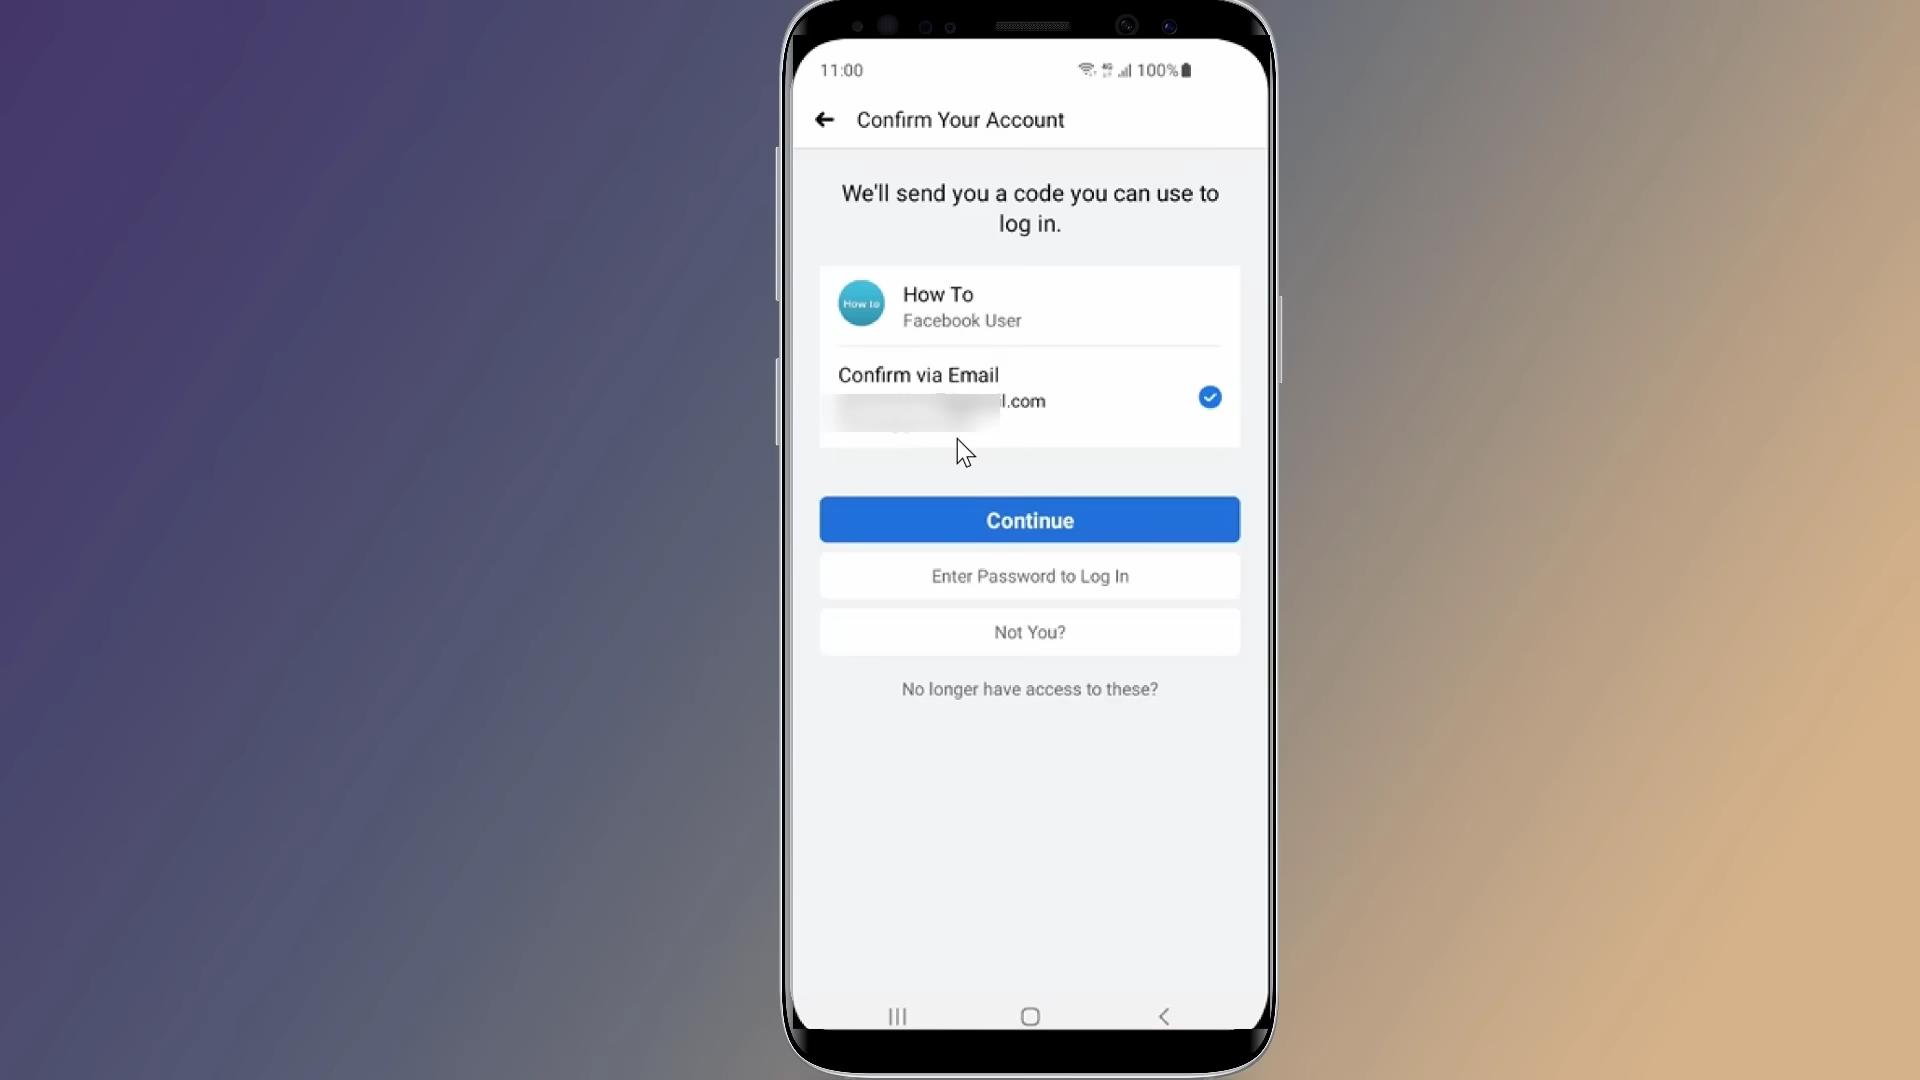 11:00
100%
Confirm Your Account
We'll send you a code you can use to
log in.
How to
How To
Facebook User
Confirm via Email
l.com
Continue
Enter Password to Log In
Not You?
No longer have access to these?